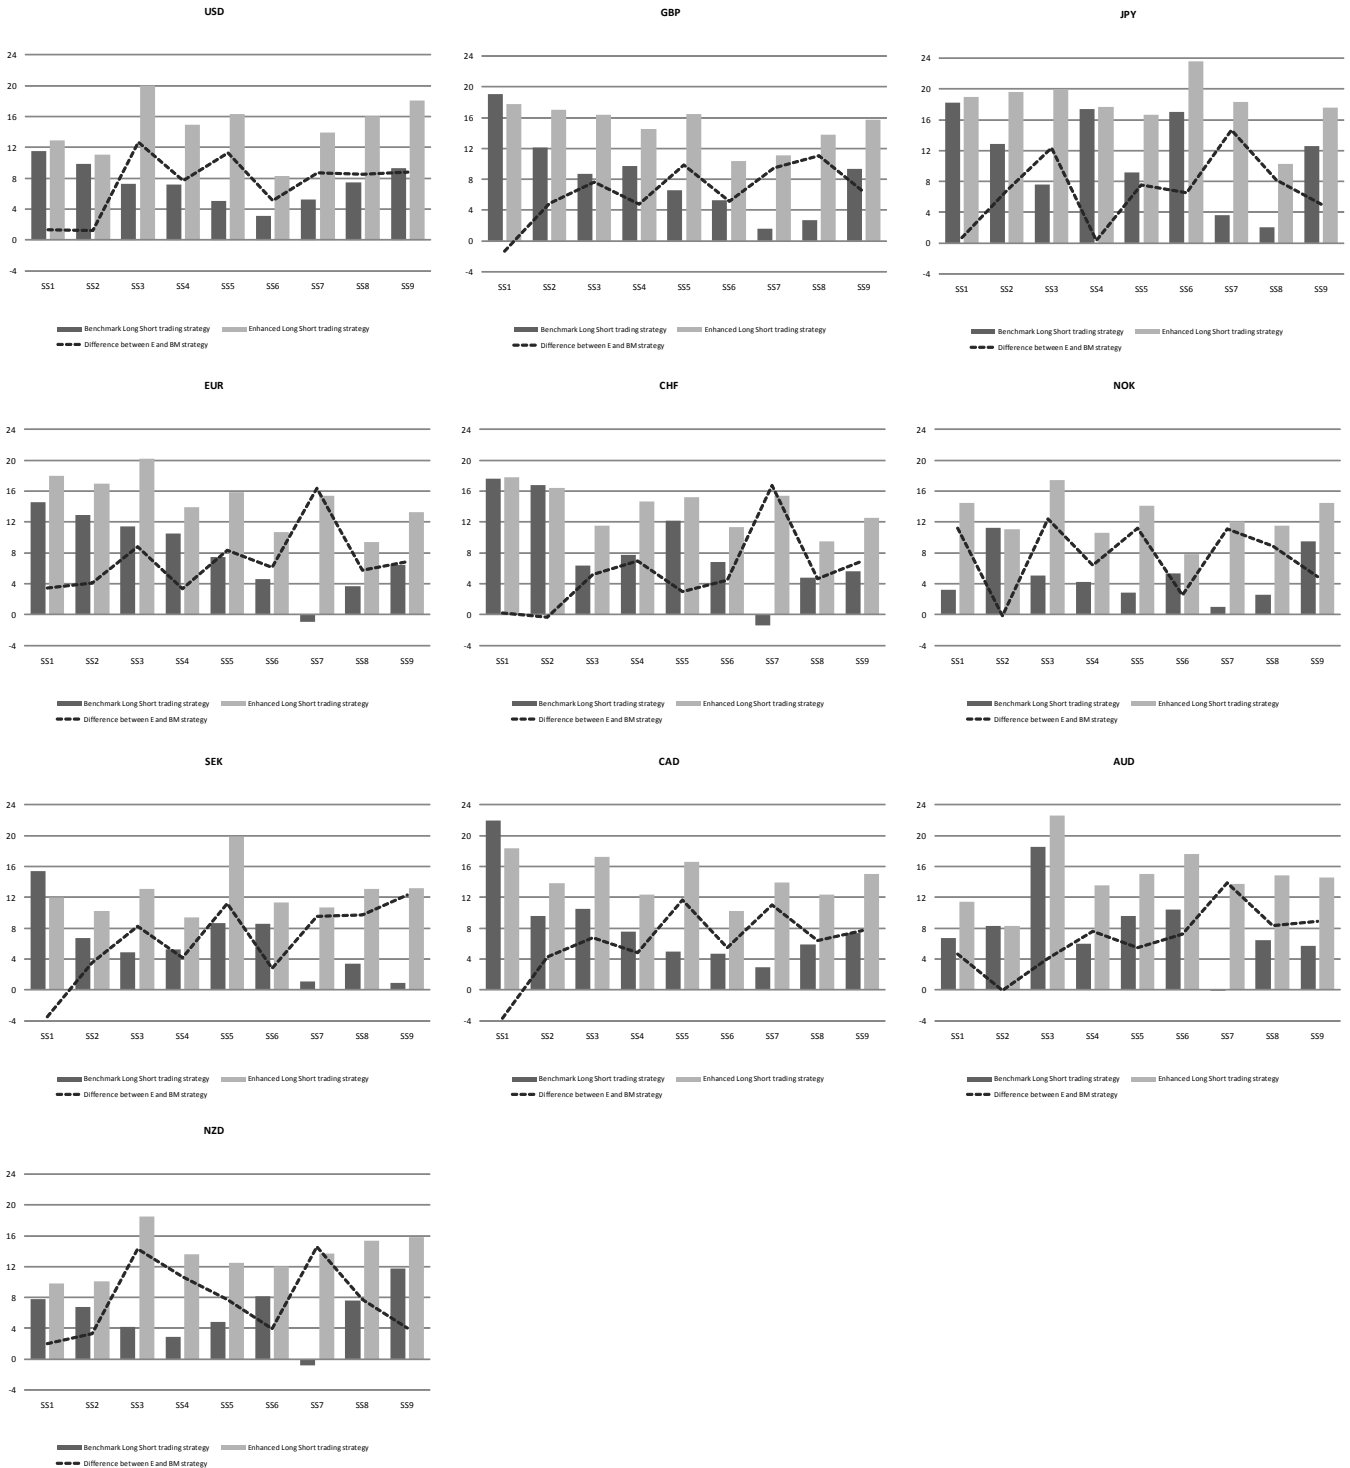 USD
24
20
16
12
8
4
0
-4
SS1 SS2 SS3 SS4 SS5 SS6 SS7 SS8 SS9
Benchmark Long Short trading strategy Enhanced Long Short trading strategy
Difference between E and BM strategy
GBP
24
20
16
12
8
4
0
-4
SS1 SS2 SS3 SS4 SS5 SS6 SS7 SS8 SS9
Benchmark Long Short trading strategy Enhanced Long Short trading strategy
Difference between E and BM strategy
JPY
24
20
16
12
8
4
0
-4
SS1 SS2 SS3 SS4 SS5 SS6 SS7 SS8 SS9
Benchmark Long Short trading strategy Enhanced Long Short trading strategy
Difference between E and BM strategy
EUR
24
20
16
12
8
4
0
-4
SS1 SS2 SS3 SS4 SS5 SS6 SS7 SS8 SS9
Benchmark Long Short trading strategy Enhanced Long Short trading strategy
Difference between E and BM strategy
CHF
24
20
16
12
8
4
0
-4
SS1 SS2 SS3 SS4 SS5 SS6 SS7 SS8 SS9
Benchmark Long Short trading strategy Enhanced Long Short trading strategy
Difference between E and BM strategy
NOK
24
20
16
12
8
4
0
-4
SS1 SS2 SS3 SS4 SS5 SS6 SS7 SS8 SS9
Benchmark Long Short trading strategy Enhanced Long Short trading strategy
Difference between E and BM strategy
SEK
24
20
16
12
8
4
0
-4
SS1 SS2 SS3 SS4 SS5 SS6 SS7 SS8 SS9
Benchmark Long Short trading strategy Enhanced Long Short trading strategy
Difference between E and BM strategy
CAD
24
20
16
12
8
4
0
-4
SS1 SS2 SS3 SS4 SS5 SS6 SS7 SS8 SS9
Benchmark Long Short trading strategy Enhanced Long Short trading strategy
Difference between E and BM strategy
AUD
24
20
16
12
8
4
0
-4
SS1 SS2 SS3 SS4 SS5 SS6 SS7 SS8 SS9
Benchmark Long Short trading strategy Enhanced Long Short trading strategy
Difference between E and BM strategy
NZD
24
20
16
12
8
4
0
-4
SS1 SS2 SS3 SS4 SS5 SS6 SS7 SS8 SS9
Benchmark Long Short trading strategy Enhanced Long Short trading strategy
Difference between E and BM strategy